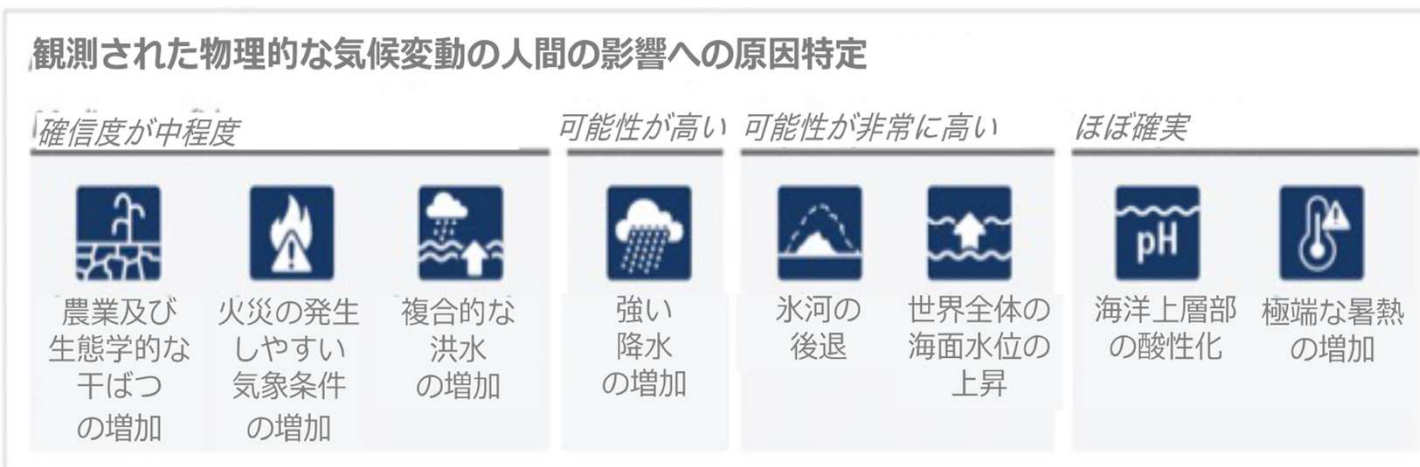 観測された物理的な気候変動の人間の影響への原因特定
確信度が中程度
可能性が高い
可能性が非常に高い
ほぼ確実
農業及び
生態学的な
干ばつ
の増加
火災の発生
しやすい
気象条件
の増加
複合的な
洪水
の増加
強い
降水
の増加
氷河の
後退
世界全体の
海面水位の
上昇
pH
海洋上層部
の酸性化
極端な暑熱
の増加